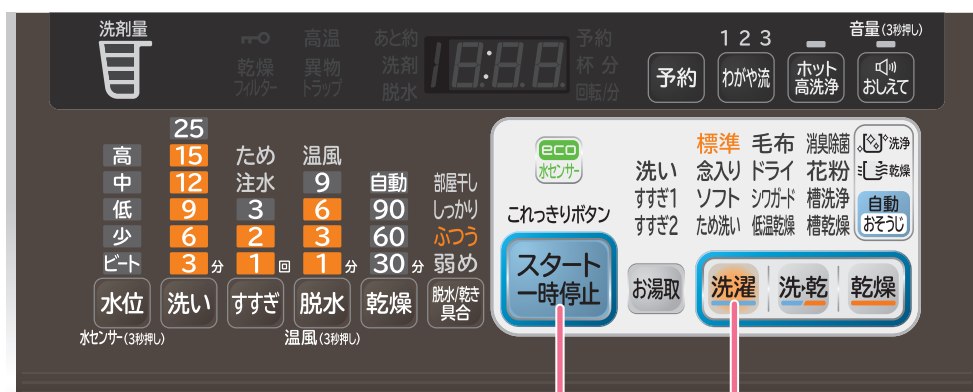 洗剤量
高温 あと約 予約
乾燥 異物 洗剤 杯 分
フィルター トラップ 脱水 回転/分
18:8.8
1 2 3
音量(3秒押し)
予約 わがや流 ホット高洗浄 おしえて
25
高 15 ため 温風
中 12 注水 9 自動 部屋干し
低 9 3 6 90 しっかり
少 6 2 3 60 ふつう
ビート 3分 1回 1分 30分 弱め
水位 洗い すすぎ 脱水 乾燥 脱水/乾き具合
水センサー(3秒押し) 温風(3秒押し)
eco
水センサー
これっきりボタン
スタート
一時停止
標準 毛布 消臭除菌 洗浄
洗い 念入り ドライ 花粉 乾燥
すすぎ1 ソフト シワガード 槽洗浄 自動
すすぎ2 ため洗い 低温乾燥 槽乾燥 おそうじ
お湯取 洗濯 洗・乾 乾燥